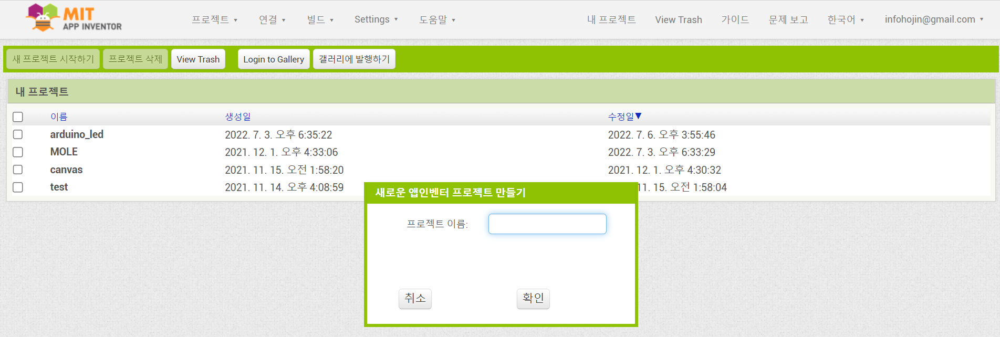 MIT
APP INVENTOR
프로젝트 ▾ 연결 ▾ 빌드 ▾ Settings ▾ 도움말 ▾ 내 프로젝트 View Trash 가이드 문제 보고 한국어 ▾ infohojin@gmail.com ▾
새 프로젝트 시작하기 프로젝트 삭제 View Trash Login to Gallery 갤러리에 발행하기
내 프로젝트
이름 생성일 수정일▼
arduino_led 2022. 7. 3. 오후 6:35:22 2022. 7. 6. 오후 3:55:46
MOLE 2021. 12. 1. 오후 4:33:06 2022. 7. 3. 오후 6:33:29
canvas 2021. 11. 15. 오전 1:58:20 2021. 12. 1. 오후 4:30:32
test 2021. 11. 14. 오후 4:08:59 11. 15. 오전 1:58:04
새로운 앱인벤터 프로젝트 만들기
프로젝트 이름:
취소 확인